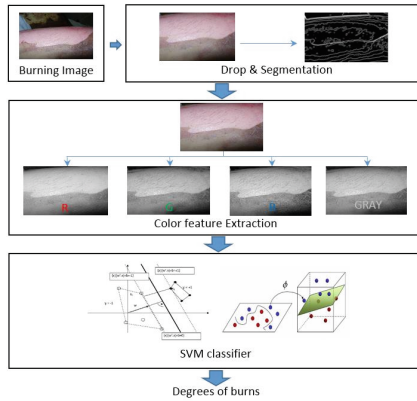 Burning Image
Drop & Segmentation
R
G
B
GRAY
Color feature Extraction
ϕ
SVM classifier
Degrees of burns